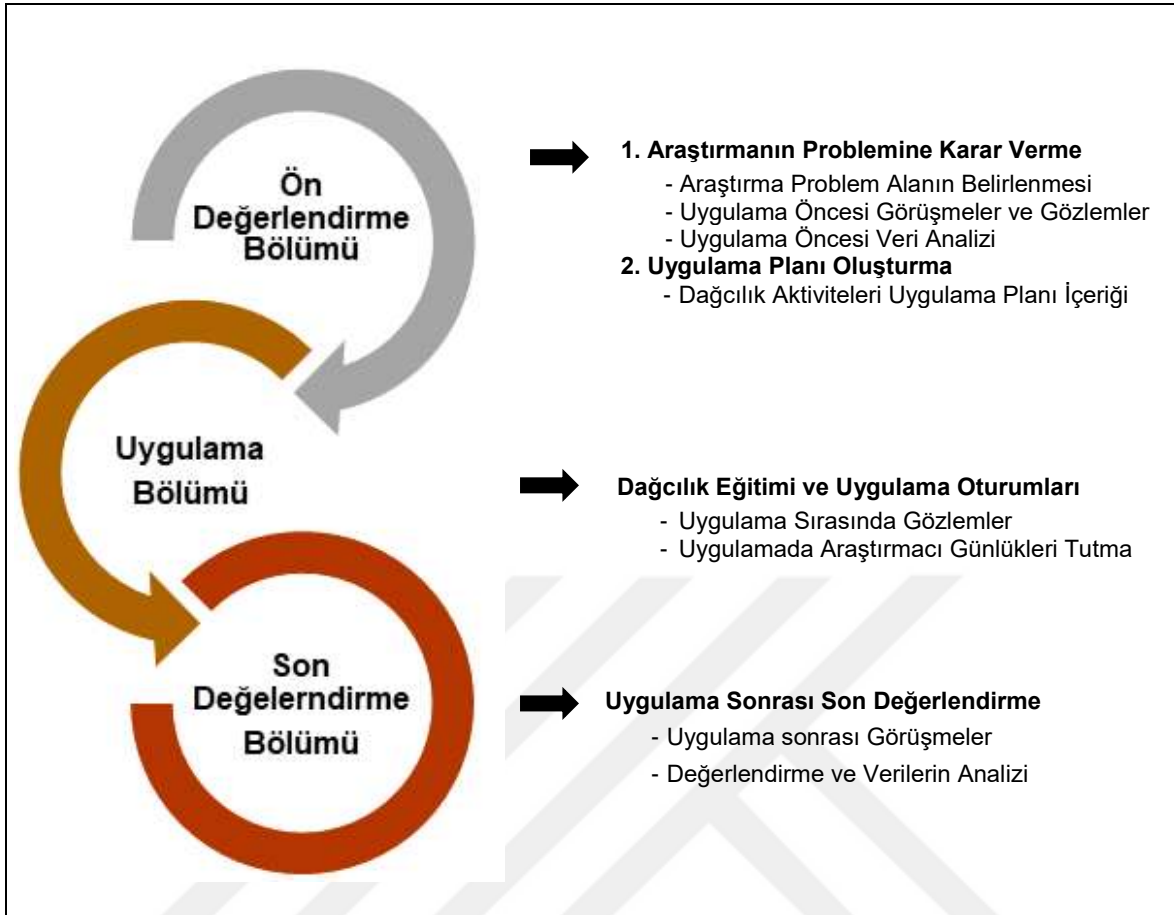 Ön
Değerlendirme
Bölümü
1. Araştırmanın Problemine Karar Verme
- Araştırma Problem Alanın Belirlenmesi
- Uygulama Öncesi Görüşmeler ve Gözlemler
- Uygulama Öncesi Veri Analizi
2. Uygulama Planı Oluşturma
- Dağcılık Aktiviteleri Uygulama Planı İçeriği
Uygulama
Bölümü
Dağcılık Eğitimi ve Uygulama Oturumları
- Uygulama Sırasında Gözlemler
- Uygulamada Araştırmacı Günlükleri Tutma
Son
Değelerndirme
Bölümü
Uygulama Sonrası Son Değerlendirme
- Uygulama sonrası Görüşmeler
- Değerlendirme ve Verilerin Analizi